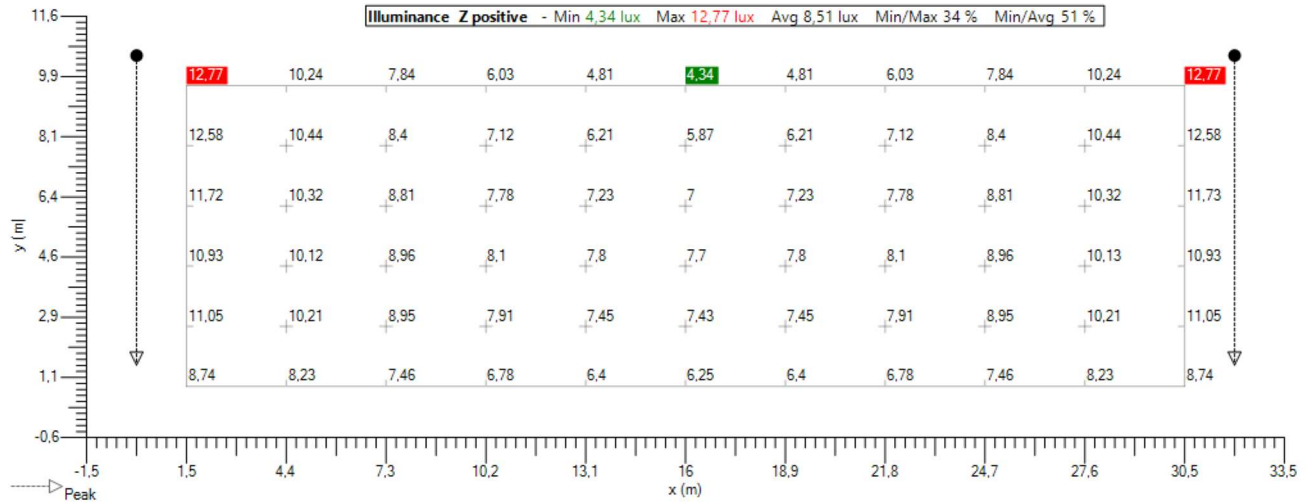 Illuminance Z positive - Min 4,34 lux Max 12,77 lux Avg 8,51 lux Min/Max 34 % Min/Avg 51 %
11.6
9.9
12,77 10,24 7,84 6,03 4,81 4,34 4,81 6,03 7,84 10,24 12,77
8.1
12,58 10,44 8,4 7,12 6,21 5,87 6,21 7,12 8,4 10,44 12,58
6.4
11,72 10,32 8,81 7,78 7,23 7 7,23 7,78 8,81 10,32 11,73
y (m)
4.6
10,93 10,12 8,96 8,1 7,8 7,7 7,8 8,1 8,96 10,13 10,93
2.9
11,05 10,21 8,95 7,91 7,45 7,43 7,45 7,91 8,95 10,21 11,05
1.1
8,74 8,23 7,46 6,78 6,4 6,25 6,4 6,78 7,46 8,23 8,74
-0.6
-1,5 1,5 4,4 7,3 10,2 13,1 16 18,9 21,8 24,7 27,6 30,5 33,5
x (m)
Peak